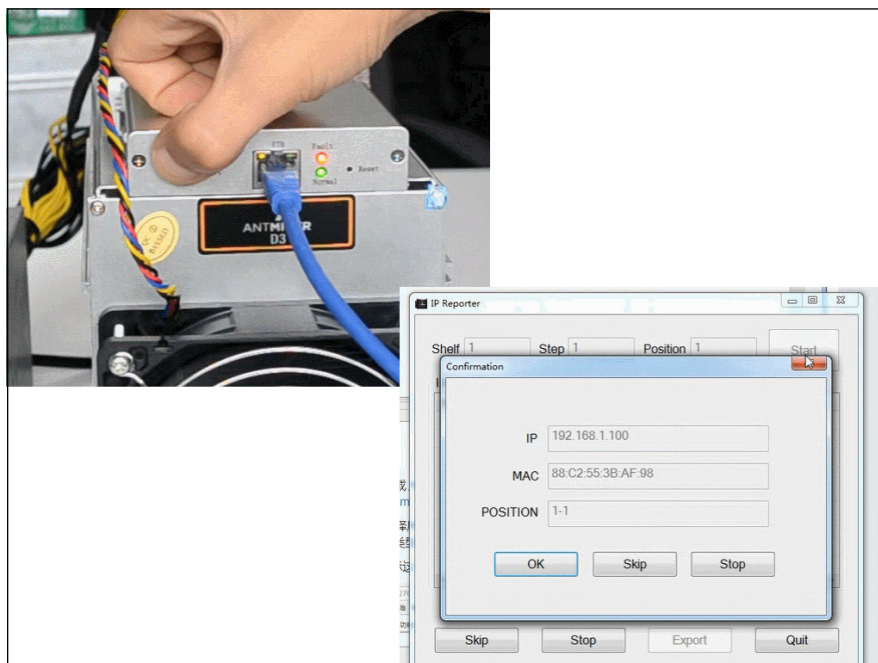 ETH
Fault
Reset
Normal
ANTMINER
D3
IP Reporter
Shelf 1 Step 1 Position 1 Start
Confirmation
IP 192.168.1.100
MAC 88:C2:55:3B:AF:98
POSITION 1-1
OK Skip Stop
Skip Stop Export Quit